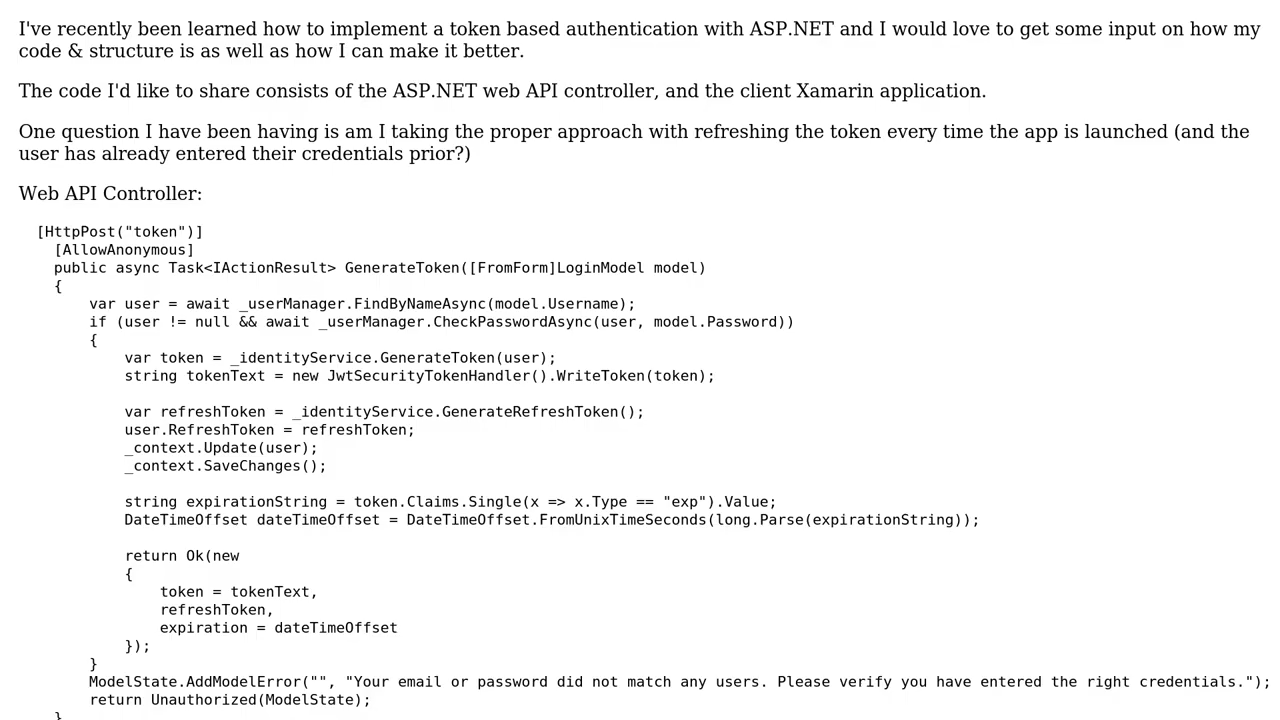 I've recently been learned how to implement a token based authentication with ASP.NET and I would love to get some input on how my
code & structure is as well as how I can make it better.
The code I'd like to share consists of the ASP.NET web API controller, and the client Xamarin application.
One question I have been having is am I taking the proper approach with refreshing the token every time the app is launched (and the
user has already entered their credentials prior?)
Web API Controller:
[HttpPost("token")]
[AllowAnonymous]
public async Task<IActionResult> GenerateToken([FromForm]LoginModel model)
{
var user = await _userManager.FindByNameAsync(model.Username);
if (user != null && await _userManager.CheckPasswordAsync(user, model.Password))
{
var token = _identityService.GenerateToken(user);
string tokenText = new JwtSecurityTokenHandler().WriteToken(token);
var refreshToken = _identityService.GenerateRefreshToken();
user.RefreshToken = refreshToken;
_context.Update(user);
_context.SaveChanges();
string expirationString = token.Claims.Single(x => x.Type == "exp").Value;
DateTimeOffset dateTimeOffset = DateTimeOffset.FromUnixTimeSeconds(long.Parse(expirationString));
return Ok(new
{
token = tokenText,
refreshToken,
expiration = dateTimeOffset
});
}
ModelState.AddModelError("", "Your email or password did not match any users. Please verify you have entered the right credentials.");
return Unauthorized(ModelState);
}